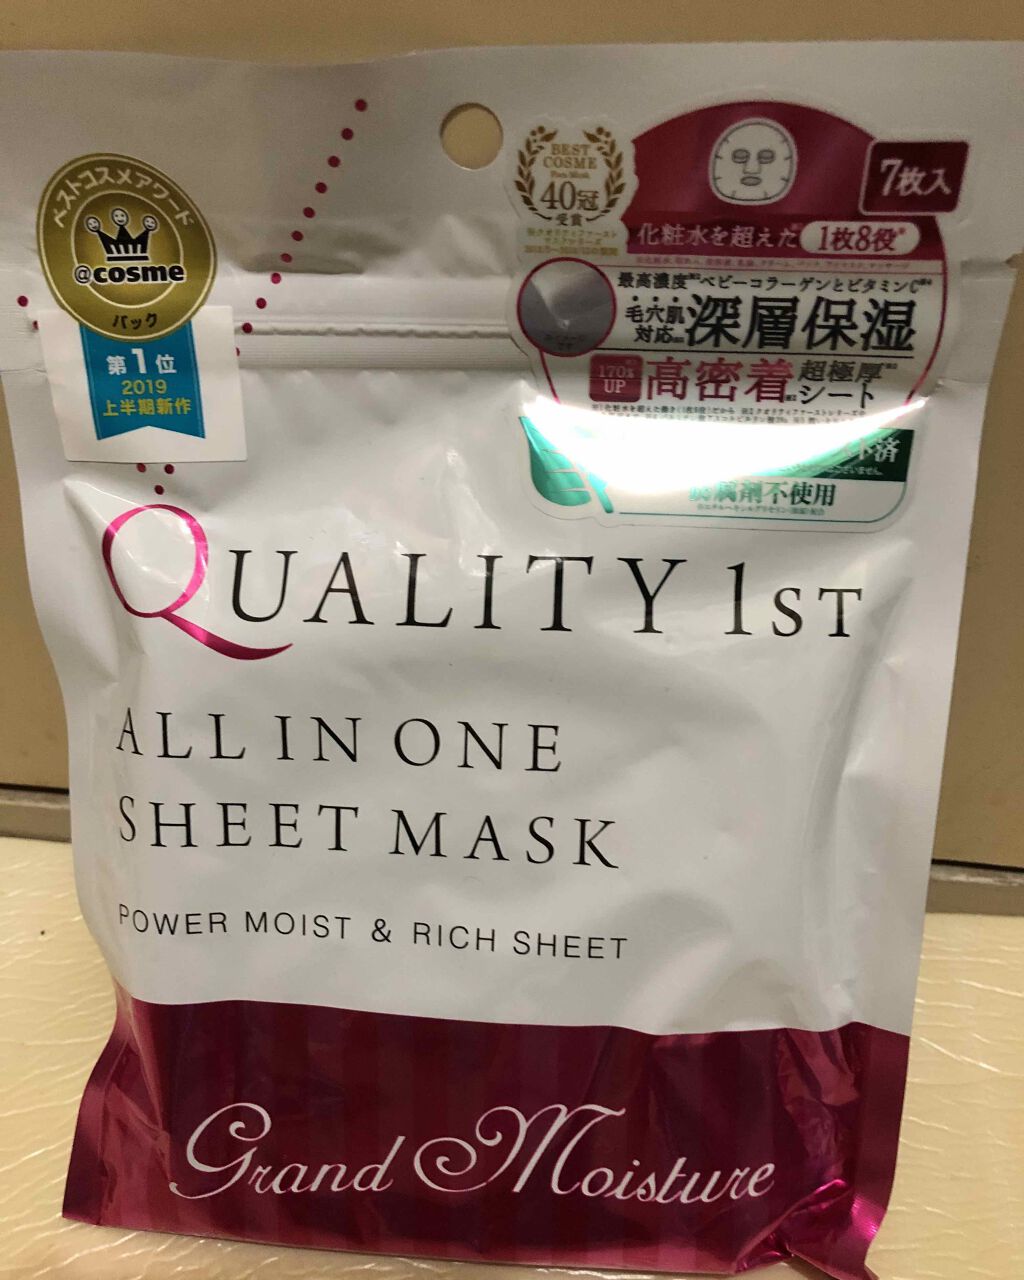 ベストコスメアワード
@cosme
パック
第1位
2019
上半期新作
BEST
COSME
40冠
受賞
7枚入
化粧水を超えた 1枚8役*
最高濃度 ベビーコラーゲンとビタミンC
毛穴肌
対応
深層保湿
170%
UP
高密着
超極厚
シート
不使用
QUALITY 1ST
ALL IN ONE
SHEET MASK
POWER MOIST & RICH SHEET
Grand Moisture